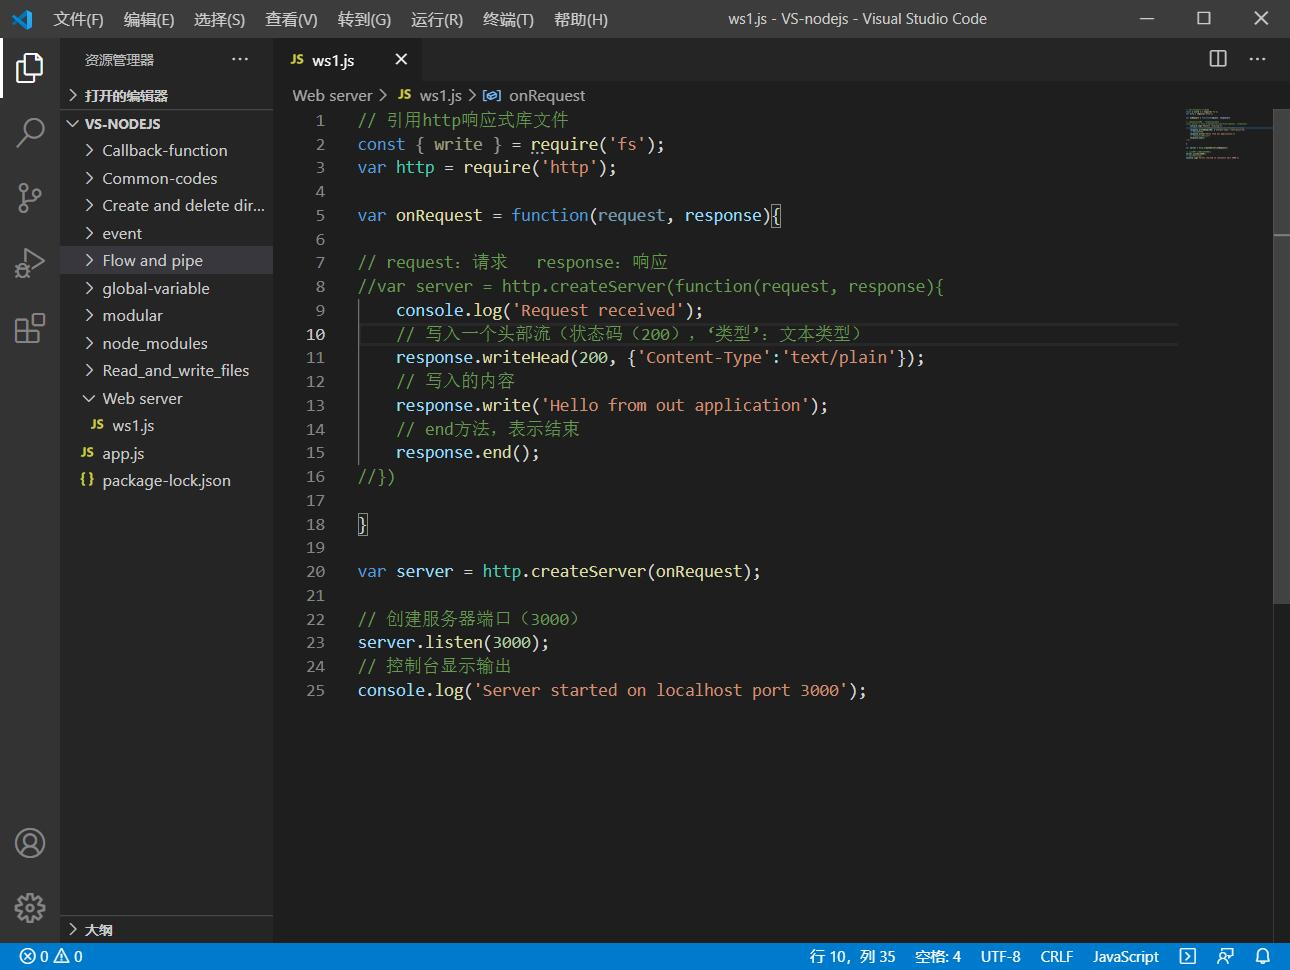 文件(F) 编辑(E) 选择(S) 查看(V) 转到(G) 运行(R) 终端(T) 帮助(H) ws1.js - VS-nodejs - Visual Studio Code
资源管理器 ···
打开的编辑器
VS-NODEJS
Callback-function
Common-codes
Create and delete dir...
event
Flow and pipe
global-variable
modular
node_modules
Read_and_write_files
Web server
JS ws1.js
JS app.js
{} package-lock.json
大纲
JS ws1.js
Web server > JS ws1.js > onRequest
1 // 引用http响应式库文件
2 const { write } = require('fs');
3 var http = require('http');
4
5 var onRequest = function(request, response){
6
7 // request：请求   response：响应
8 //var server = http.createServer(function(request, response){
9     console.log('Request received');
10     // 写入一个头部流（状态码（200），‘类型’：文本类型）
11     response.writeHead(200, {'Content-Type':'text/plain'});
12     // 写入的内容
13     response.write('Hello from out application');
14     // end方法，表示结束
15     response.end();
16 //})
17
18 }
19
20 var server = http.createServer(onRequest);
21
22 // 创建服务器端口（3000）
23 server.listen(3000);
24 // 控制台显示输出
25 console.log('Server started on localhost port 3000');
0 0 行 10，列 35 空格: 4 UTF-8 CRLF JavaScript